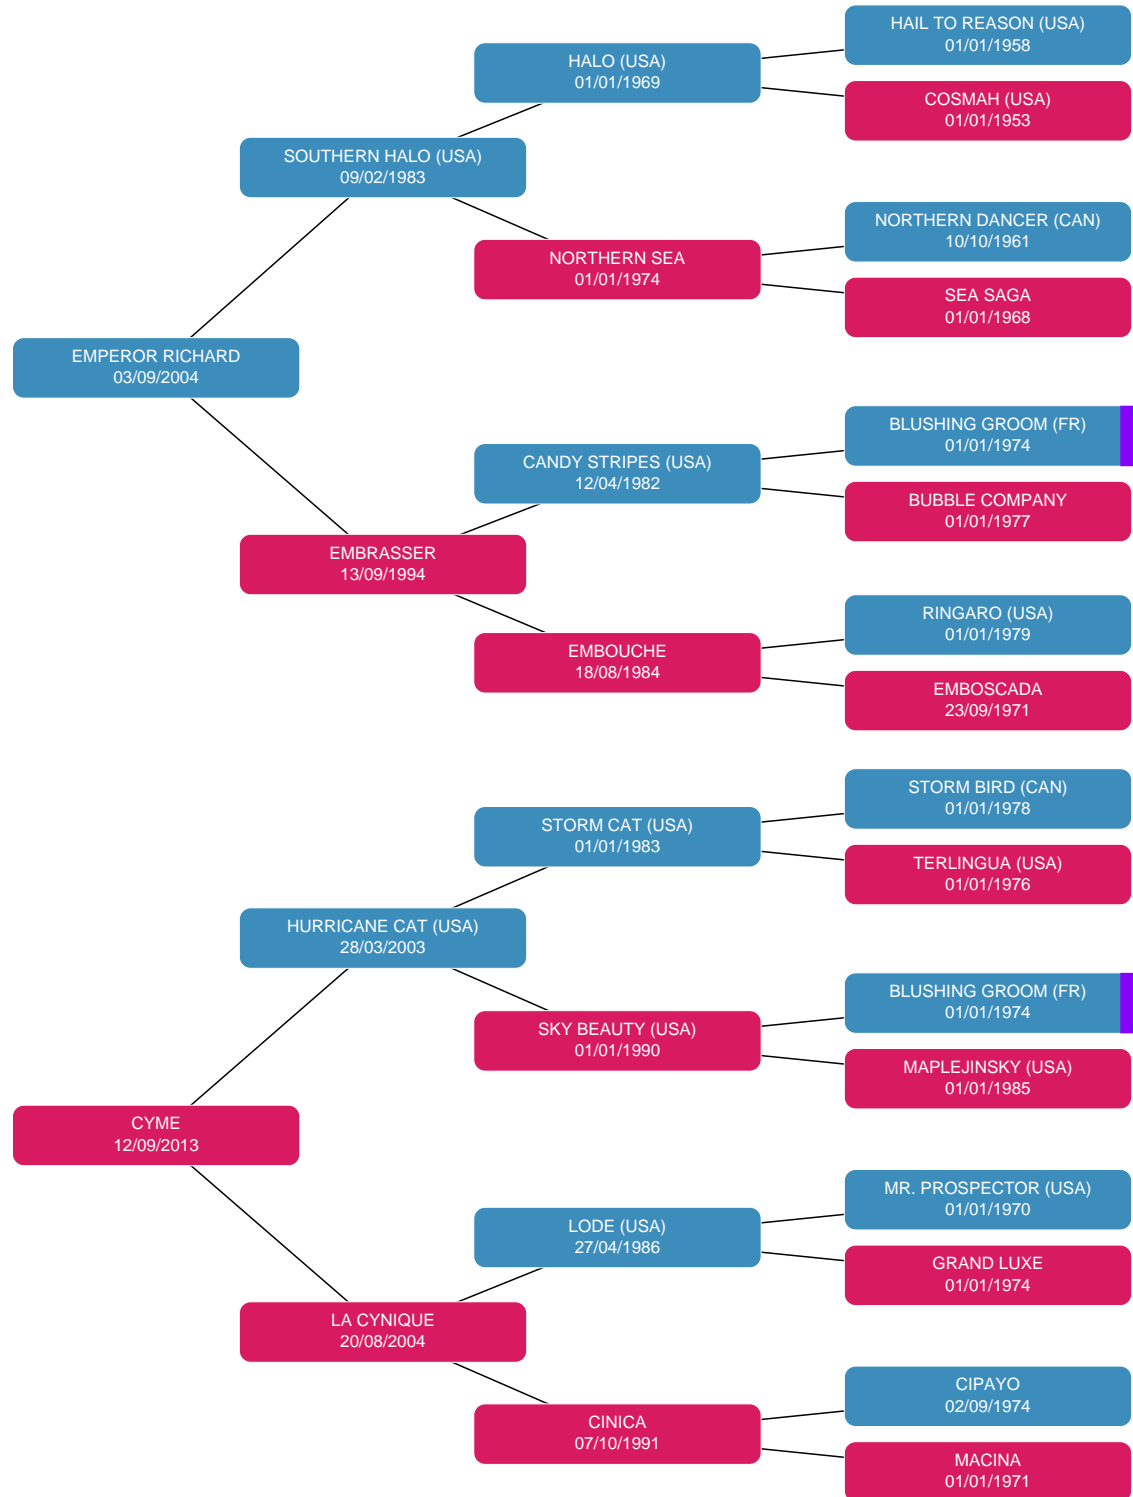 HAIL TO REASON (USA)
01/01/1958
HALO (USA)
01/01/1969
COSMAH (USA)
01/01/1953
SOUTHERN HALO (USA)
09/02/1983
NORTHERN DANCER (CAN)
10/10/1961
NORTHERN SEA
01/01/1974
SEA SAGA
01/01/1968
EMPEROR RICHARD
03/09/2004
BLUSHING GROOM (FR)
01/01/1974
CANDY STRIPES (USA)
12/04/1982
BUBBLE COMPANY
01/01/1977
EMBRASSER
13/09/1994
RINGARO (USA)
01/01/1979
EMBOUCHE
18/08/1984
EMBOSCADA
23/09/1971
STORM BIRD (CAN)
01/01/1978
STORM CAT (USA)
01/01/1983
TERLINGUA (USA)
01/01/1976
HURRICANE CAT (USA)
28/03/2003
BLUSHING GROOM (FR)
01/01/1974
SKY BEAUTY (USA)
01/01/1990
MAPLEJINSKY (USA)
01/01/1985
CYME
12/09/2013
MR. PROSPECTOR (USA)
01/01/1970
LODE (USA)
27/04/1986
GRAND LUXE
01/01/1974
LA CYNIQUE
20/08/2004
CIPAYO
02/09/1974
CINICA
07/10/1991
MACINA
01/01/1971